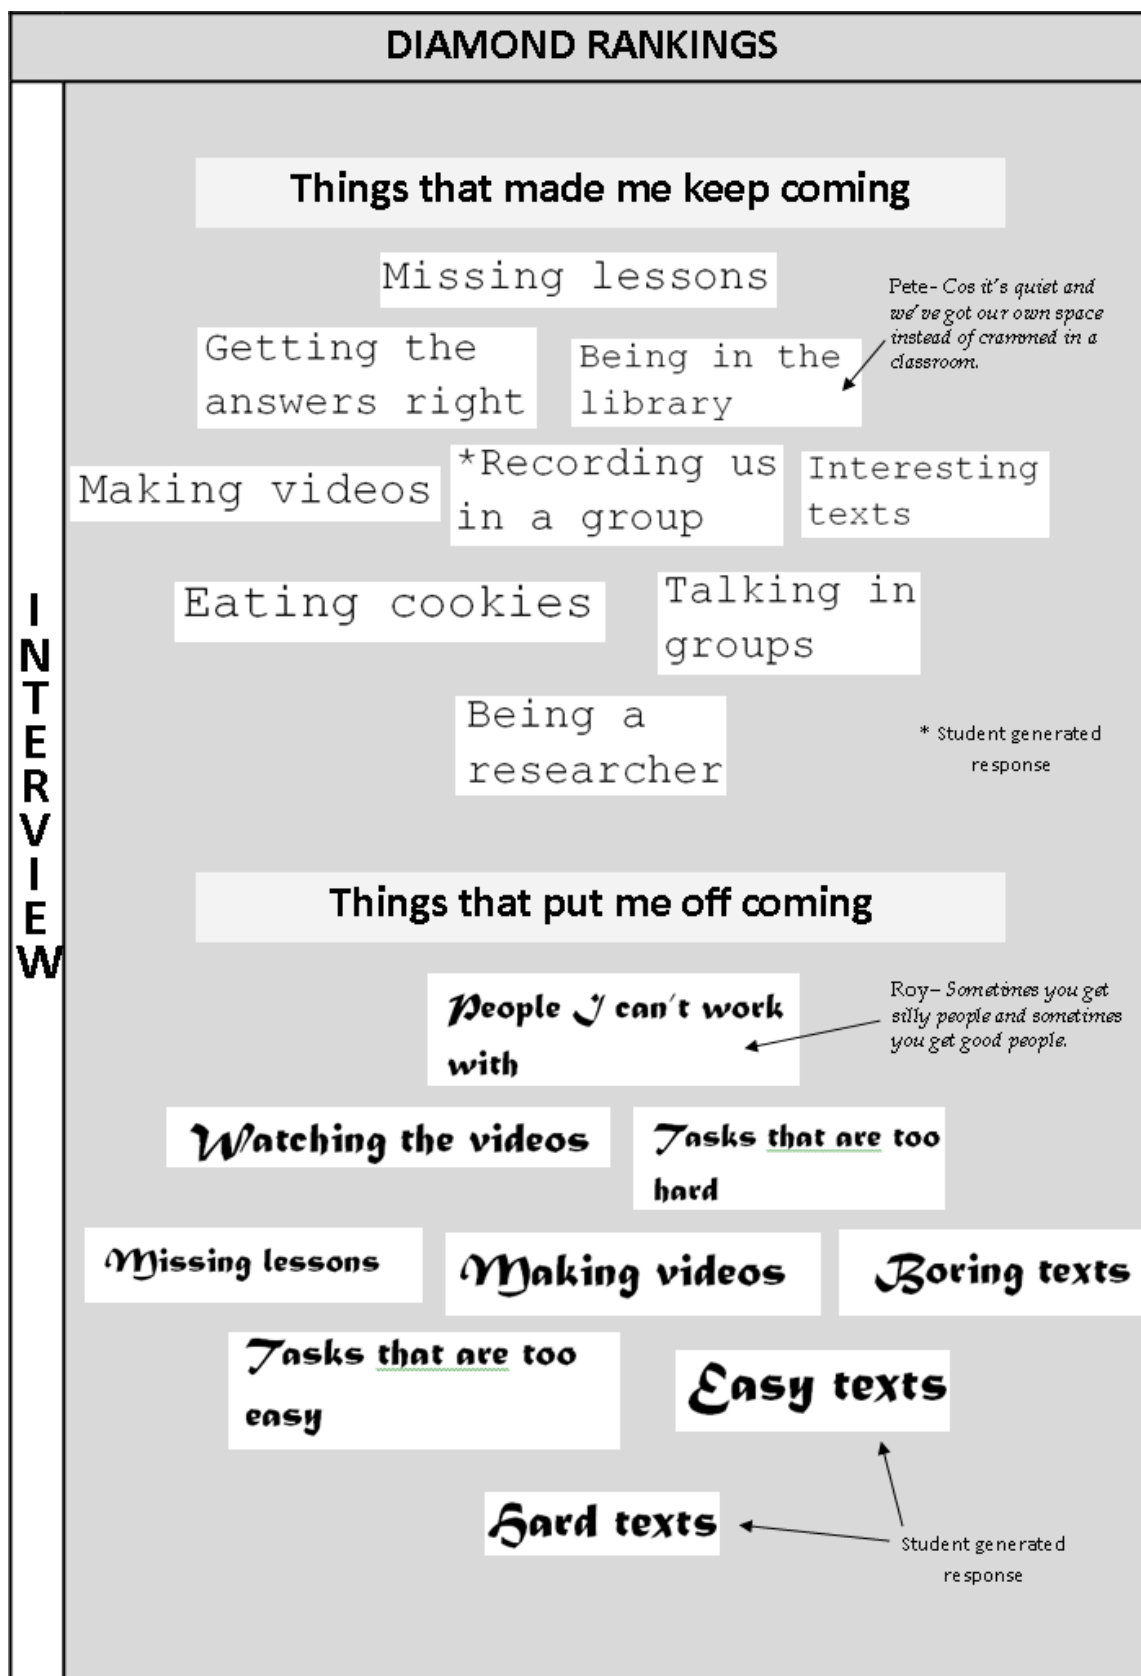 DIAMOND RANKINGS
INTERVIEW
Things that made me keep coming
Missing lessons
Pete- Cos it's quiet and
we've got our own space
instead of crammed in a
classroom.
Getting the
answers right
Being in the
library
Making videos
*Recording us
in a group
Interesting
texts
Eating cookies
Talking in
groups
Being a
researcher
* Student generated
response
Things that put me off coming
People I can't work
with
Roy– Sometimes you get
silly people and sometimes
you get good people.
Watching the videos
Tasks that are too
hard
Missing lessons
Making videos
Boring texts
Tasks that are too
easy
Easy texts
Hard texts
Student generated
response